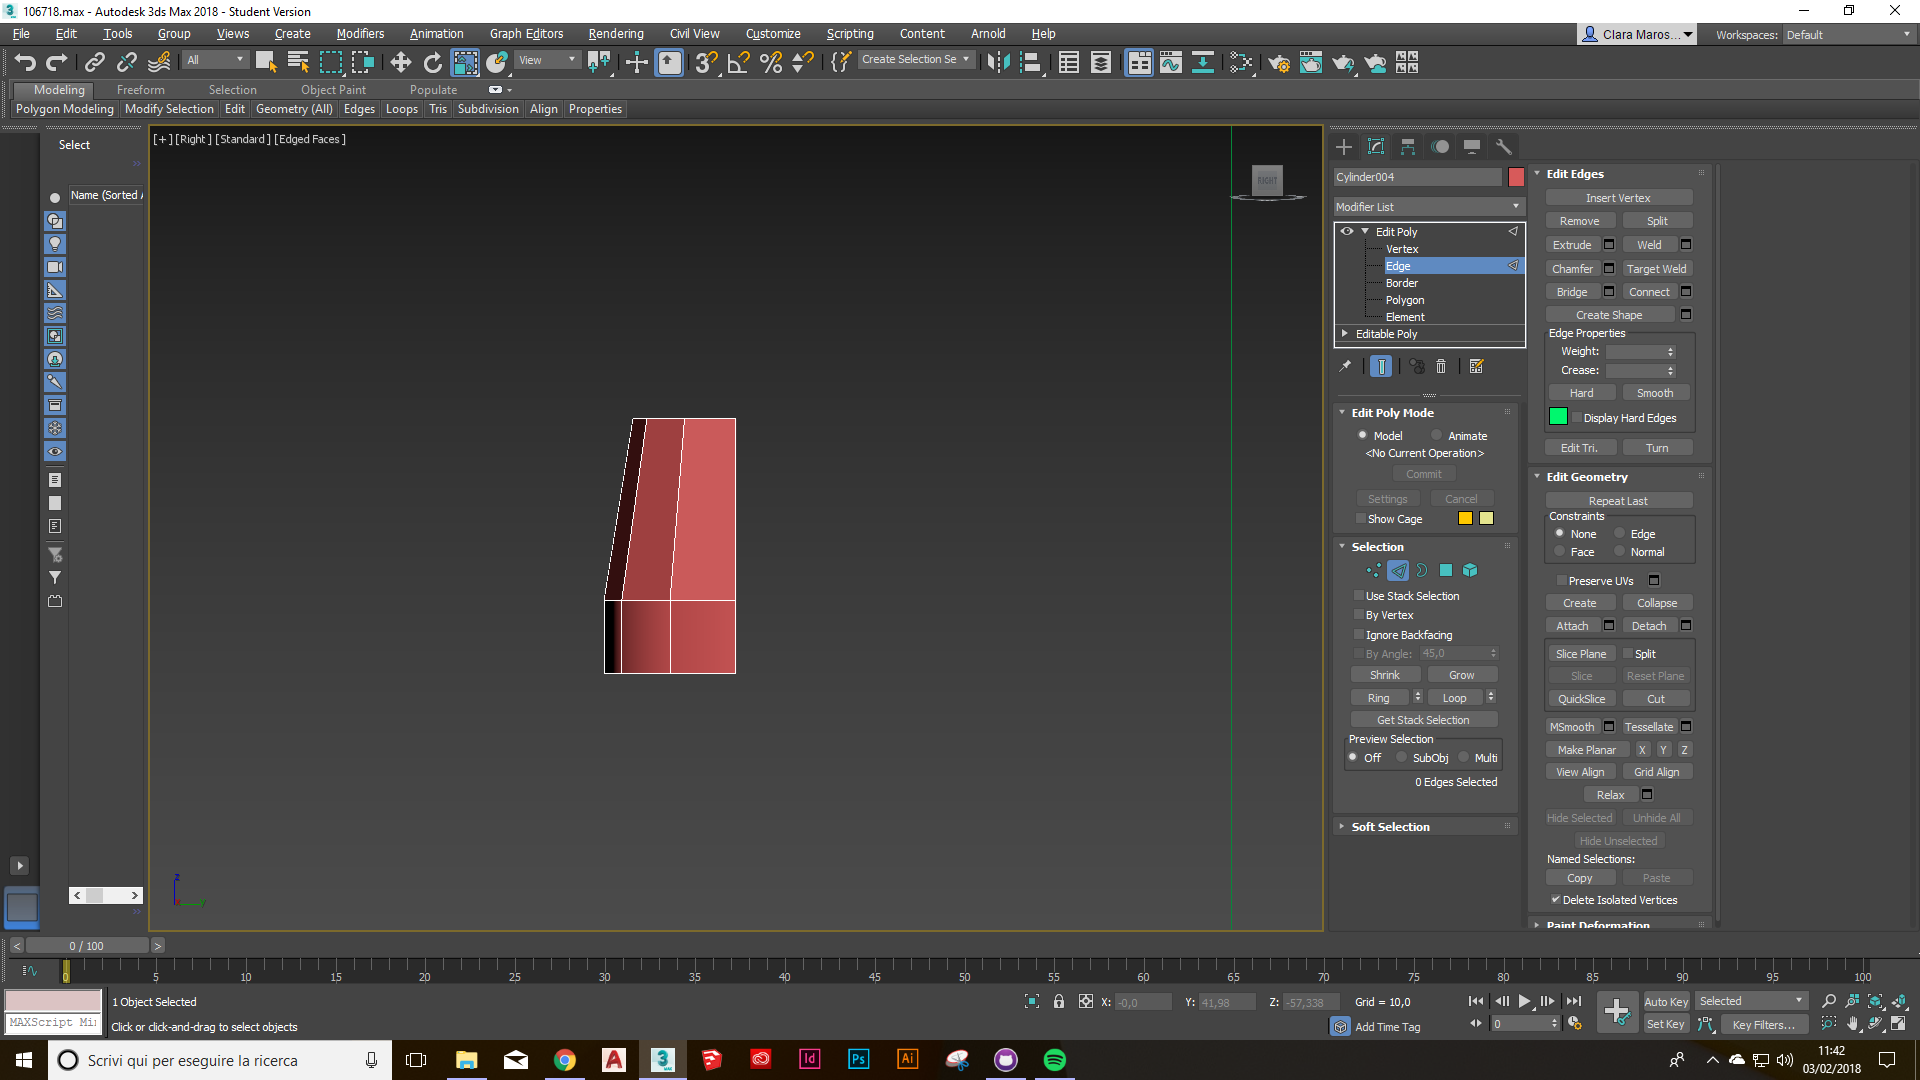 106718.max - Autodesk 3ds Max 2018 - Student Version
File Edit Tools Group Views Create Modifiers Animation Graph Editors Rendering Civil View Customize Scripting Content Arnold Help
Clara Maros...
Workspaces: Default
All
View
Create Selection Se
Modeling Freeform Selection Object Paint Populate
Polygon Modeling Modify Selection Edit Geometry (All) Edges Loops Tris Subdivision Align Properties
Select
Name (Sorted A
[+] [Right] [Standard] [Edged Faces]
RIGHT
z
Cylinder004
Modifier List
Edit Poly
Vertex
Edge
Border
Polygon
Element
Editable Poly
Edit Poly Mode
Model Animate
<No Current Operation>
Commit
Settings Cancel
Show Cage
Selection
Use Stack Selection
By Vertex
Ignore Backfacing
By Angle: 45,0
Shrink Grow
Ring Loop
Get Stack Selection
Preview Selection
Off SubObj Multi
0 Edges Selected
Soft Selection
Edit Edges
Insert Vertex
Remove Split
Extrude Weld
Chamfer Target Weld
Bridge Connect
Create Shape
Edge Properties
Weight:
Crease:
Hard Smooth
Display Hard Edges
Edit Tri. Turn
Edit Geometry
Repeat Last
Constraints
None Edge
Face Normal
Preserve UVs
Create Collapse
Attach Detach
Slice Plane Split
Slice Reset Plane
QuickSlice Cut
MSmooth Tessellate
Make Planar X Y Z
View Align Grid Align
Relax
Hide Selected Unhide All
Hide Unselected
Named Selections:
Copy Paste
Delete Isolated Vertices
Paint Deformation
0 / 100
0 5 10 15 20 25 30 35 40 45 50 55 60 65 70 75 80 85 90 95 100
1 Object Selected
MAXScript Mi
Click or click-and-drag to select objects
X: -0,0 Y: 41,98 Z: -57,338 Grid = 10,0
Add Time Tag
0
Auto Key Selected
Set Key Key Filters...
Scrivi qui per eseguire la ricerca
11:42
03/02/2018